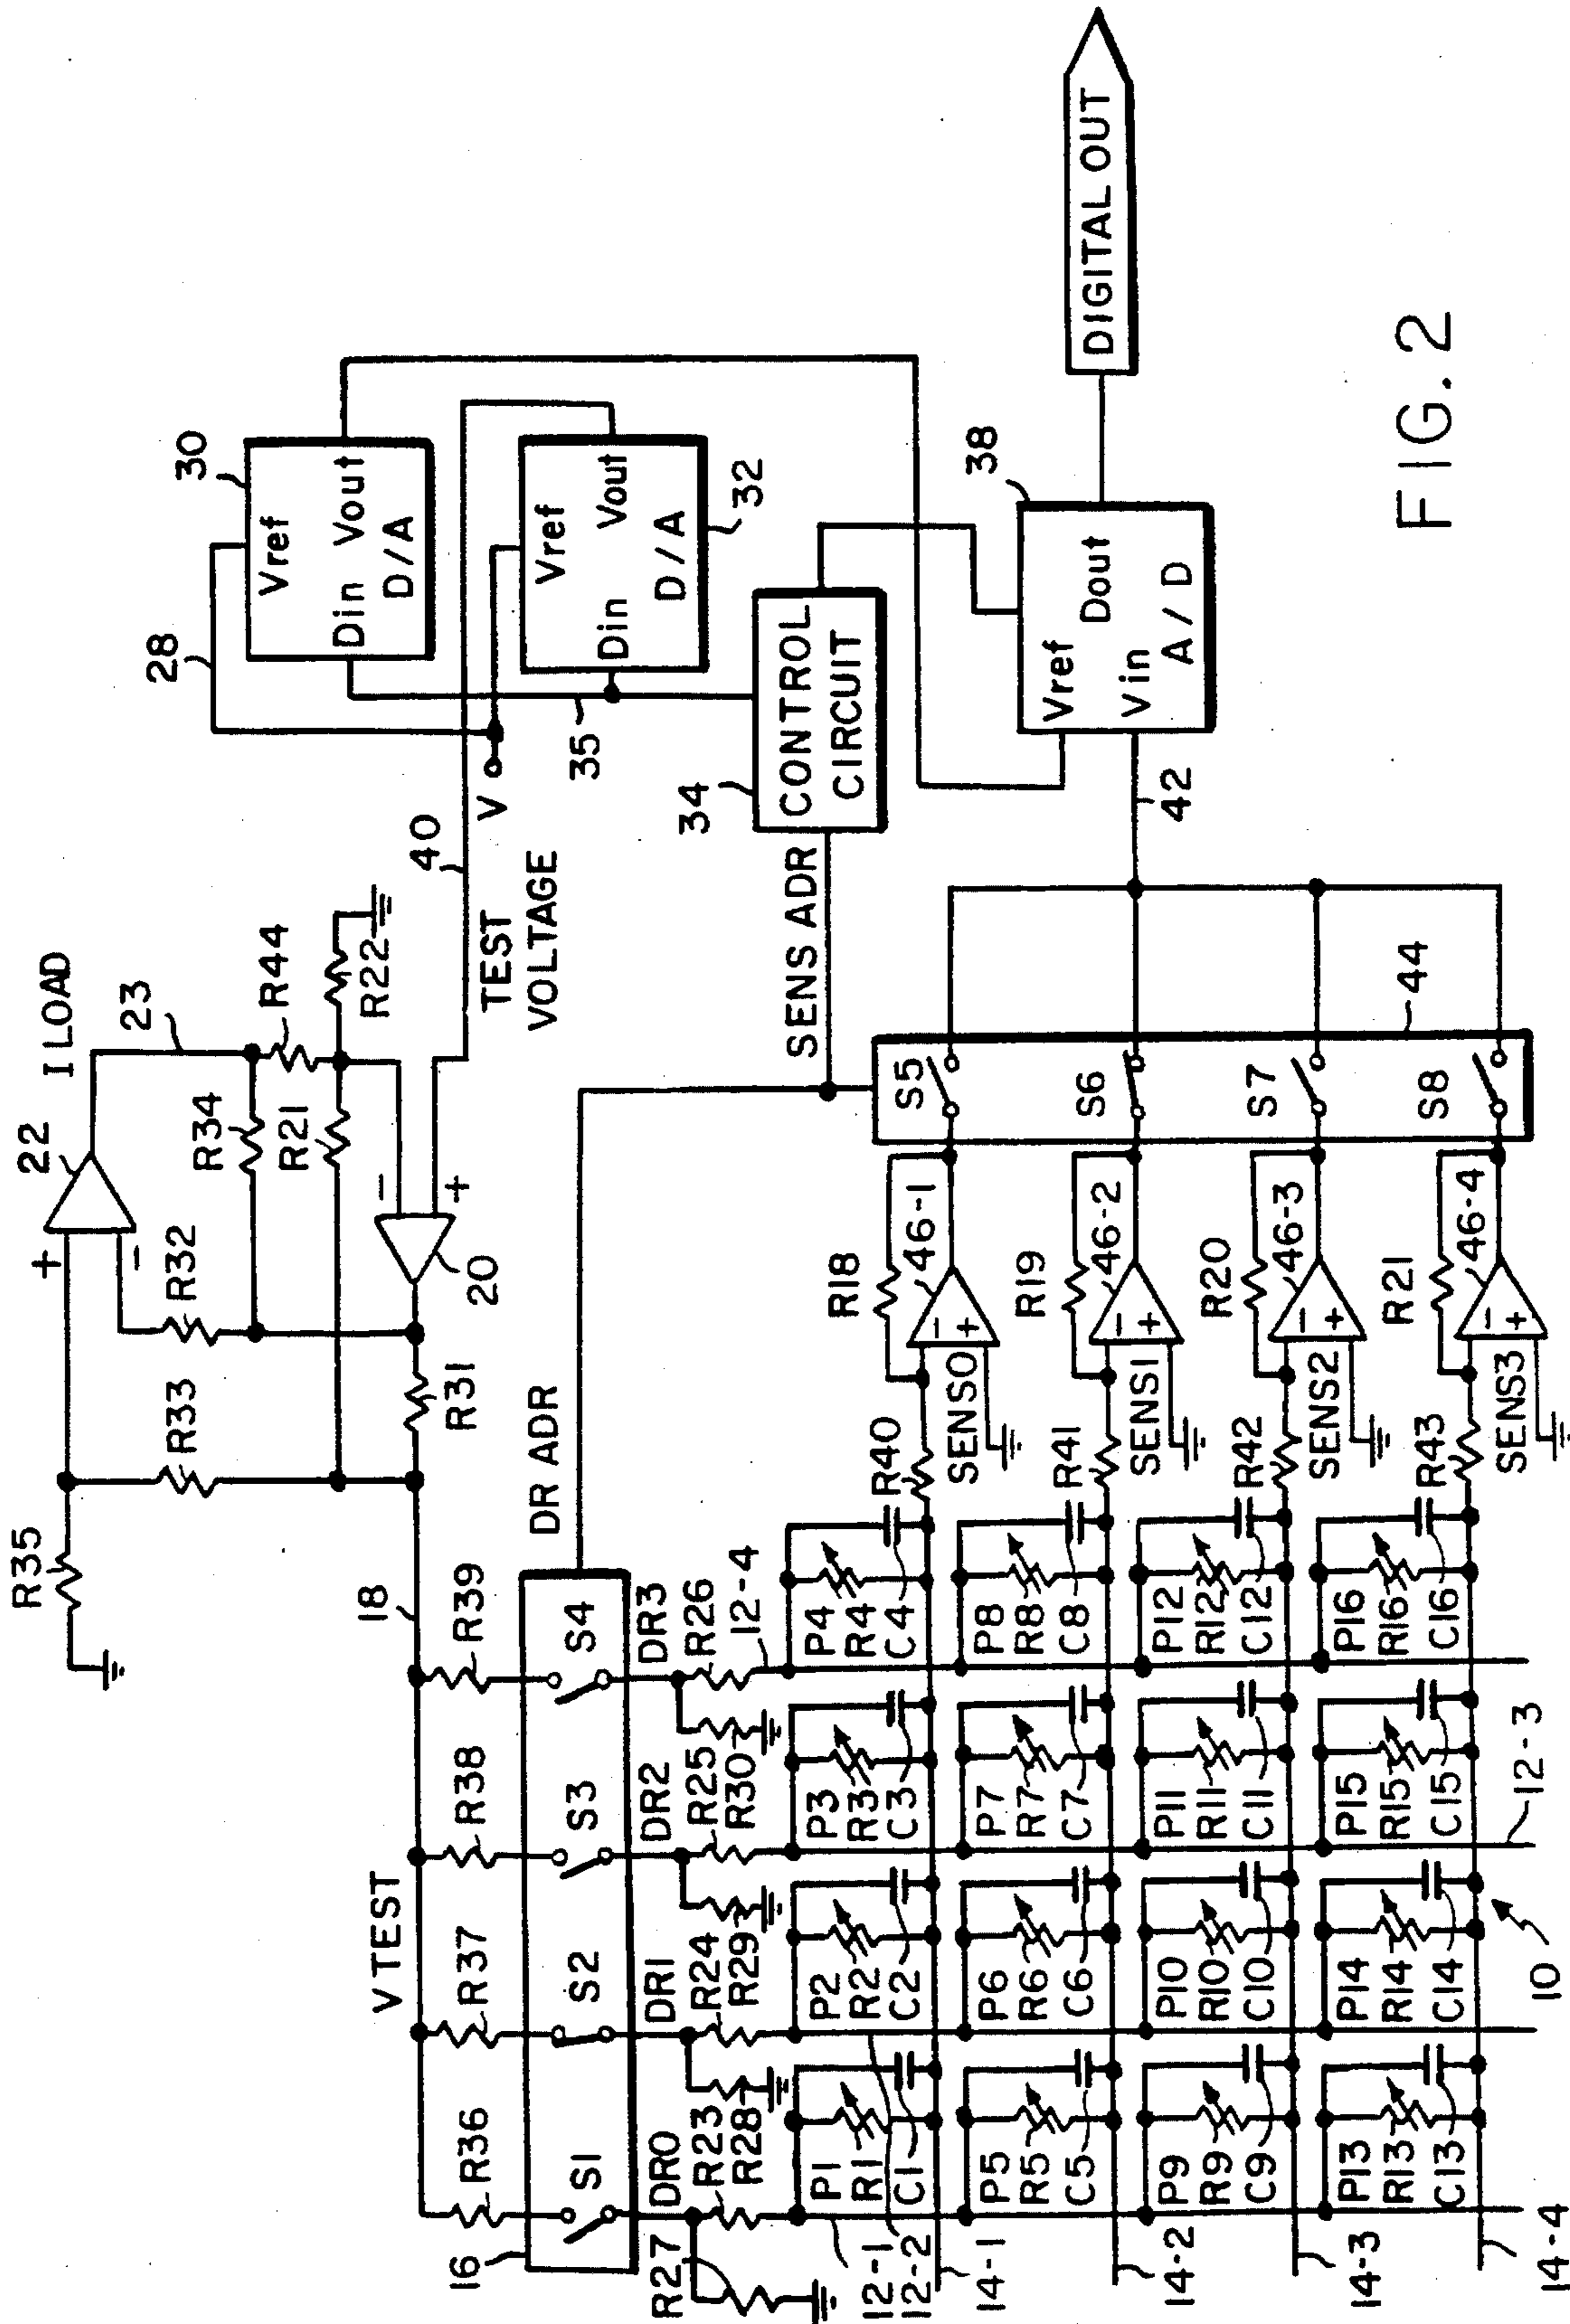 R35
R33
+
-
22
R32
I LOAD
23
R34
R44
R21
R22
-
+
20
R31
18
40
TEST
VOLTAGE
V
28
30
Vref
Din Vout
D/A
Vref
Din Vout
D/A
32
35
34
CONTROL
CIRCUIT
SENS ADR
DR ADR
38
Vref
Dout
Vin
A/D
DIGITAL OUT
42
44
V TEST
R36
R37
R38
R39
16
S1
S2
S3
S4
DR0
DR1
DR2
DR3
R27
R23
R28
R24
R29
R25
R30
R26
12-1
12-2
12-4
P1
R1
C1
P2
R2
C2
P3
R3
C3
P4
R4
C4
14-1
R40
SENS0
-
+
R18
46-1
S5
P5
R5
C5
P6
R6
C6
P7
R7
C7
P8
R8
C8
14-2
R41
SENS1
-
+
R19
46-2
S6
P9
R9
C9
P10
R10
C10
P11
R11
C11
P12
R12
C12
14-3
R42
SENS2
-
+
R20
46-3
S7
P13
R13
C13
P14
R14
C14
P15
R15
C15
P16
R16
C16
14-4
R43
SENS3
-
+
R21
46-4
S8
10
12-3
FIG. 2